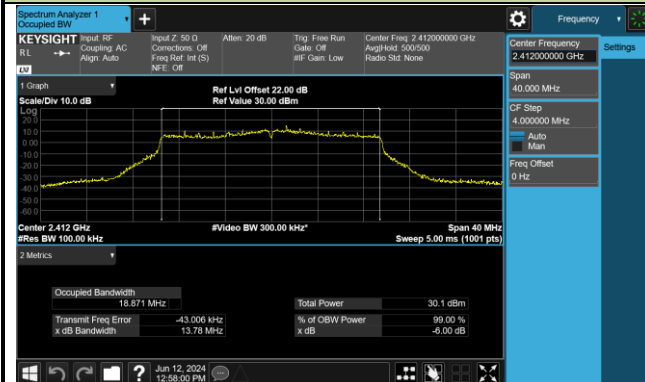 Spectrum Analyzer 1
Occupied BW
+
Frequency
KEYSIGHT
RL
Input: RF
Coupling: AC
Align: Auto
Input Z: 50 Ω
Corrections: Off
Freq Ref: Int (S)
NFE: Off
Atten: 20 dB
Trig: Free Run
Gate: Off
#IF Gain: Low
Center Freq: 2.412000000 GHz
Avg|Hold: 500/500
Radio Std: None
Center Frequency
2.412000000 GHz
Settings
Span
40.000 MHz
CF Step
4.000000 MHz
Auto
Man
Freq Offset
0 Hz
1 Graph
Scale/Div 10.0 dB
Ref Lvl Offset 22.00 dB
Ref Value 30.00 dBm
Log
20.0
10.0
0.00
-10.0
-20.0
-30.0
-40.0
-50.0
-60.0
Center 2.412 GHz
#Res BW 100.00 kHz
#Video BW 300.00 kHz*
Span 40 MHz
Sweep 5.00 ms (1001 pts)
2 Metrics
Occupied Bandwidth
18.871 MHz
Total Power 30.1 dBm
Transmit Freq Error -43.006 kHz
% of OBW Power 99.00 %
x dB Bandwidth 13.78 MHz
x dB -6.00 dB
?
Jun 12, 2024
12:58:00 PM